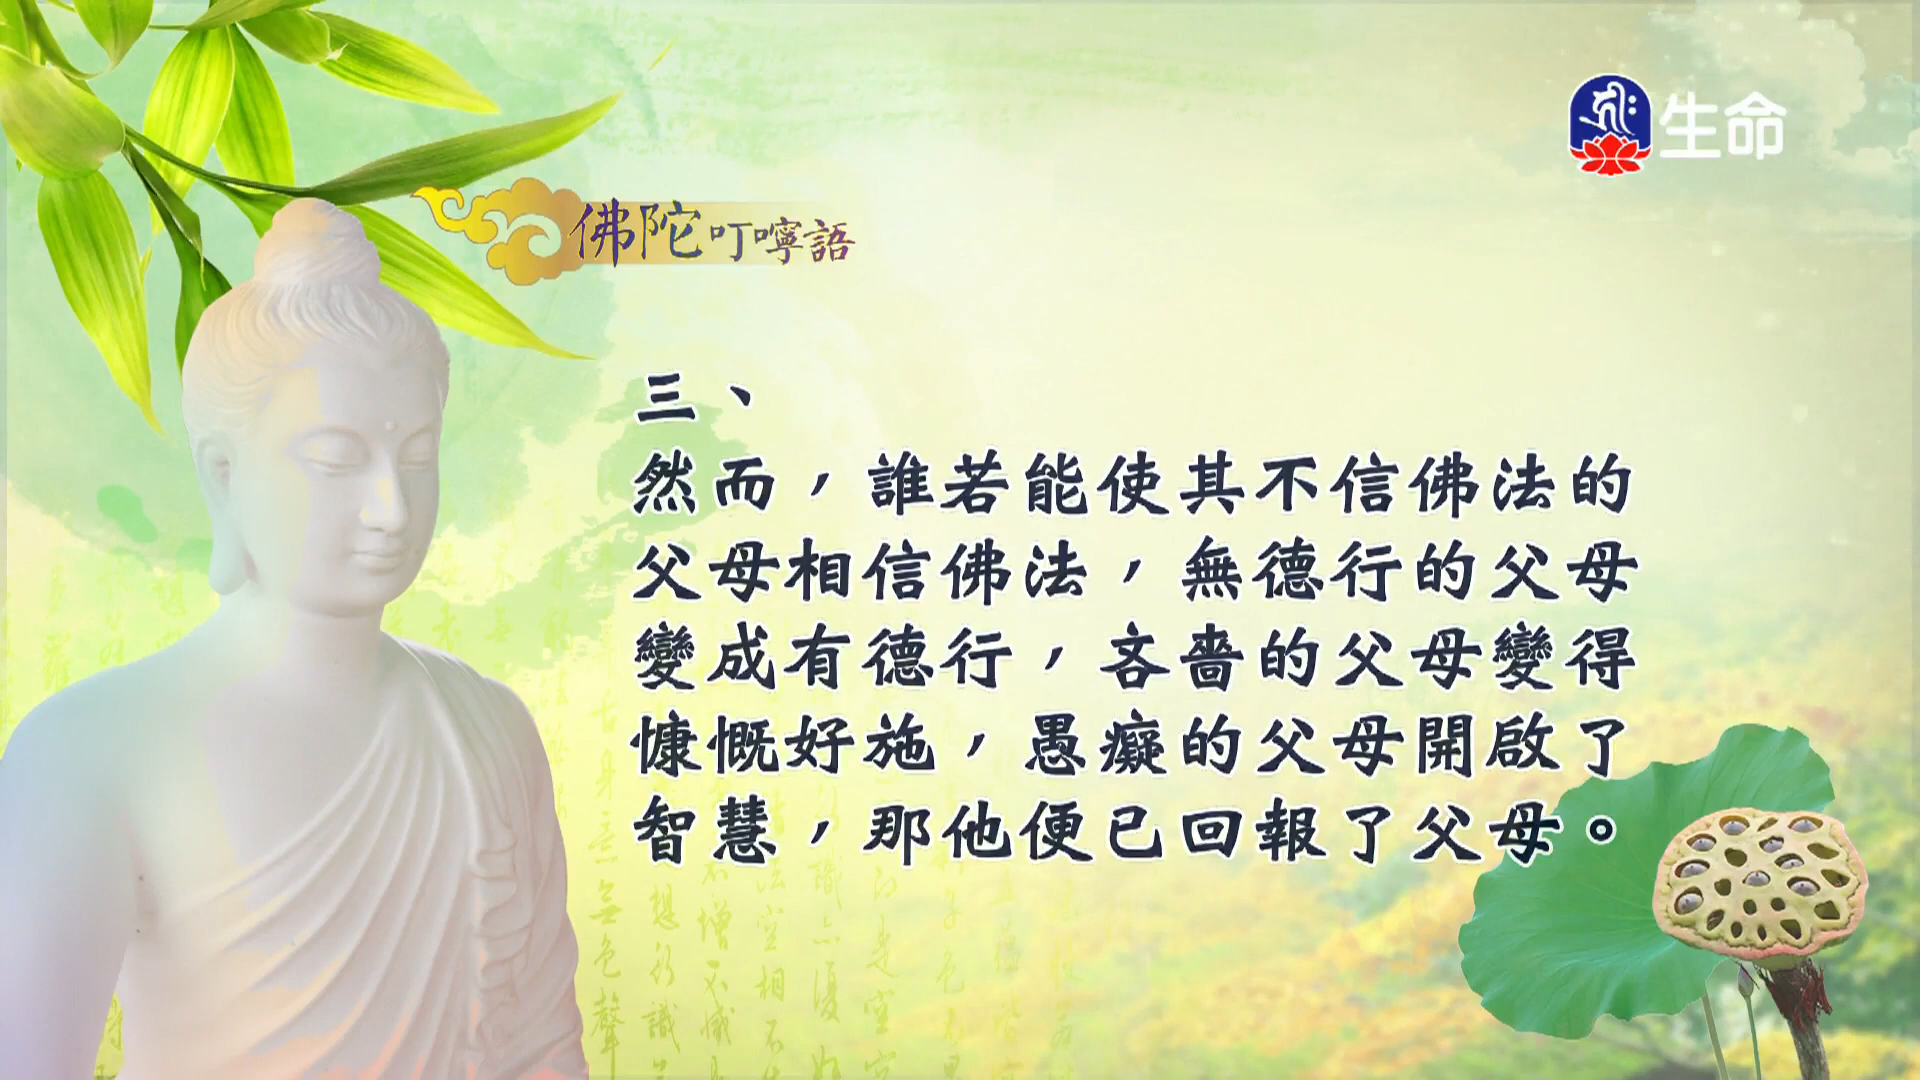 生命
佛陀叮嚀語
三、
然而，誰若能使其不信佛法的
父母相信佛法，無德行的父母
變成有德行，吝嗇的父母變得
慷慨好施，愚癡的父母開啟了
智慧，那他便已回報了父母。